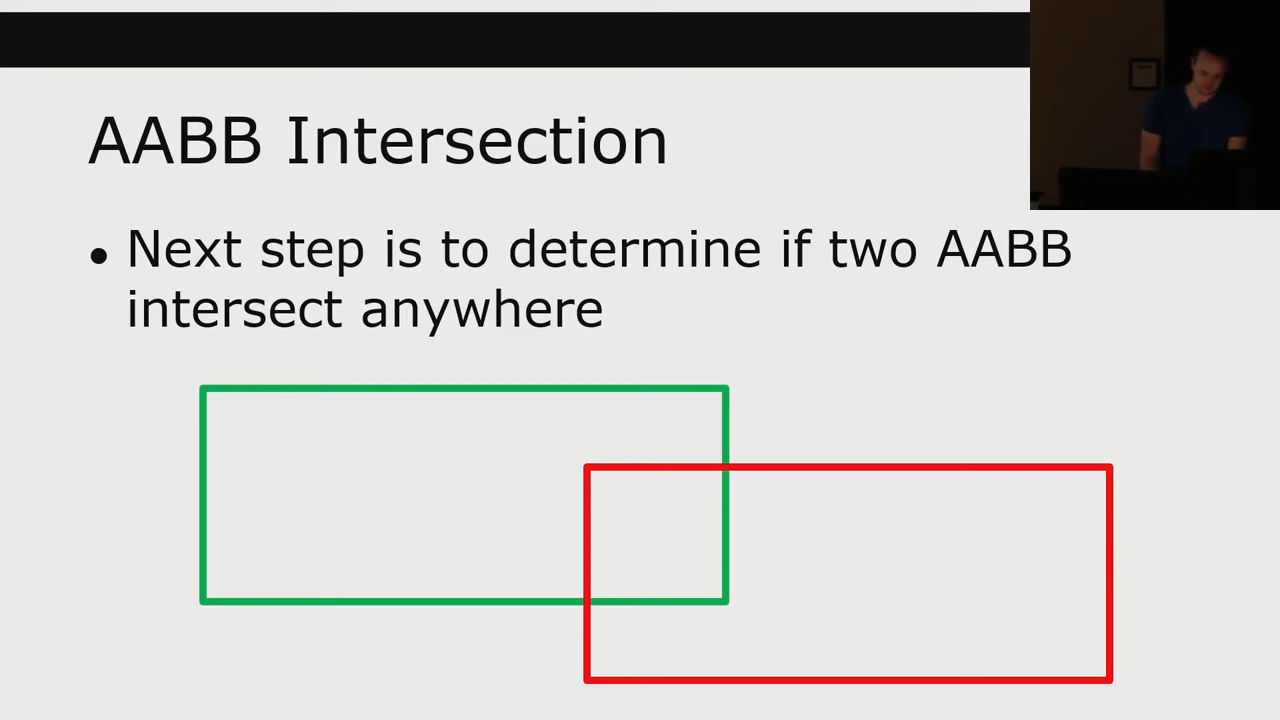 AABB Intersection
• Next step is to determine if two AABB
intersect anywhere